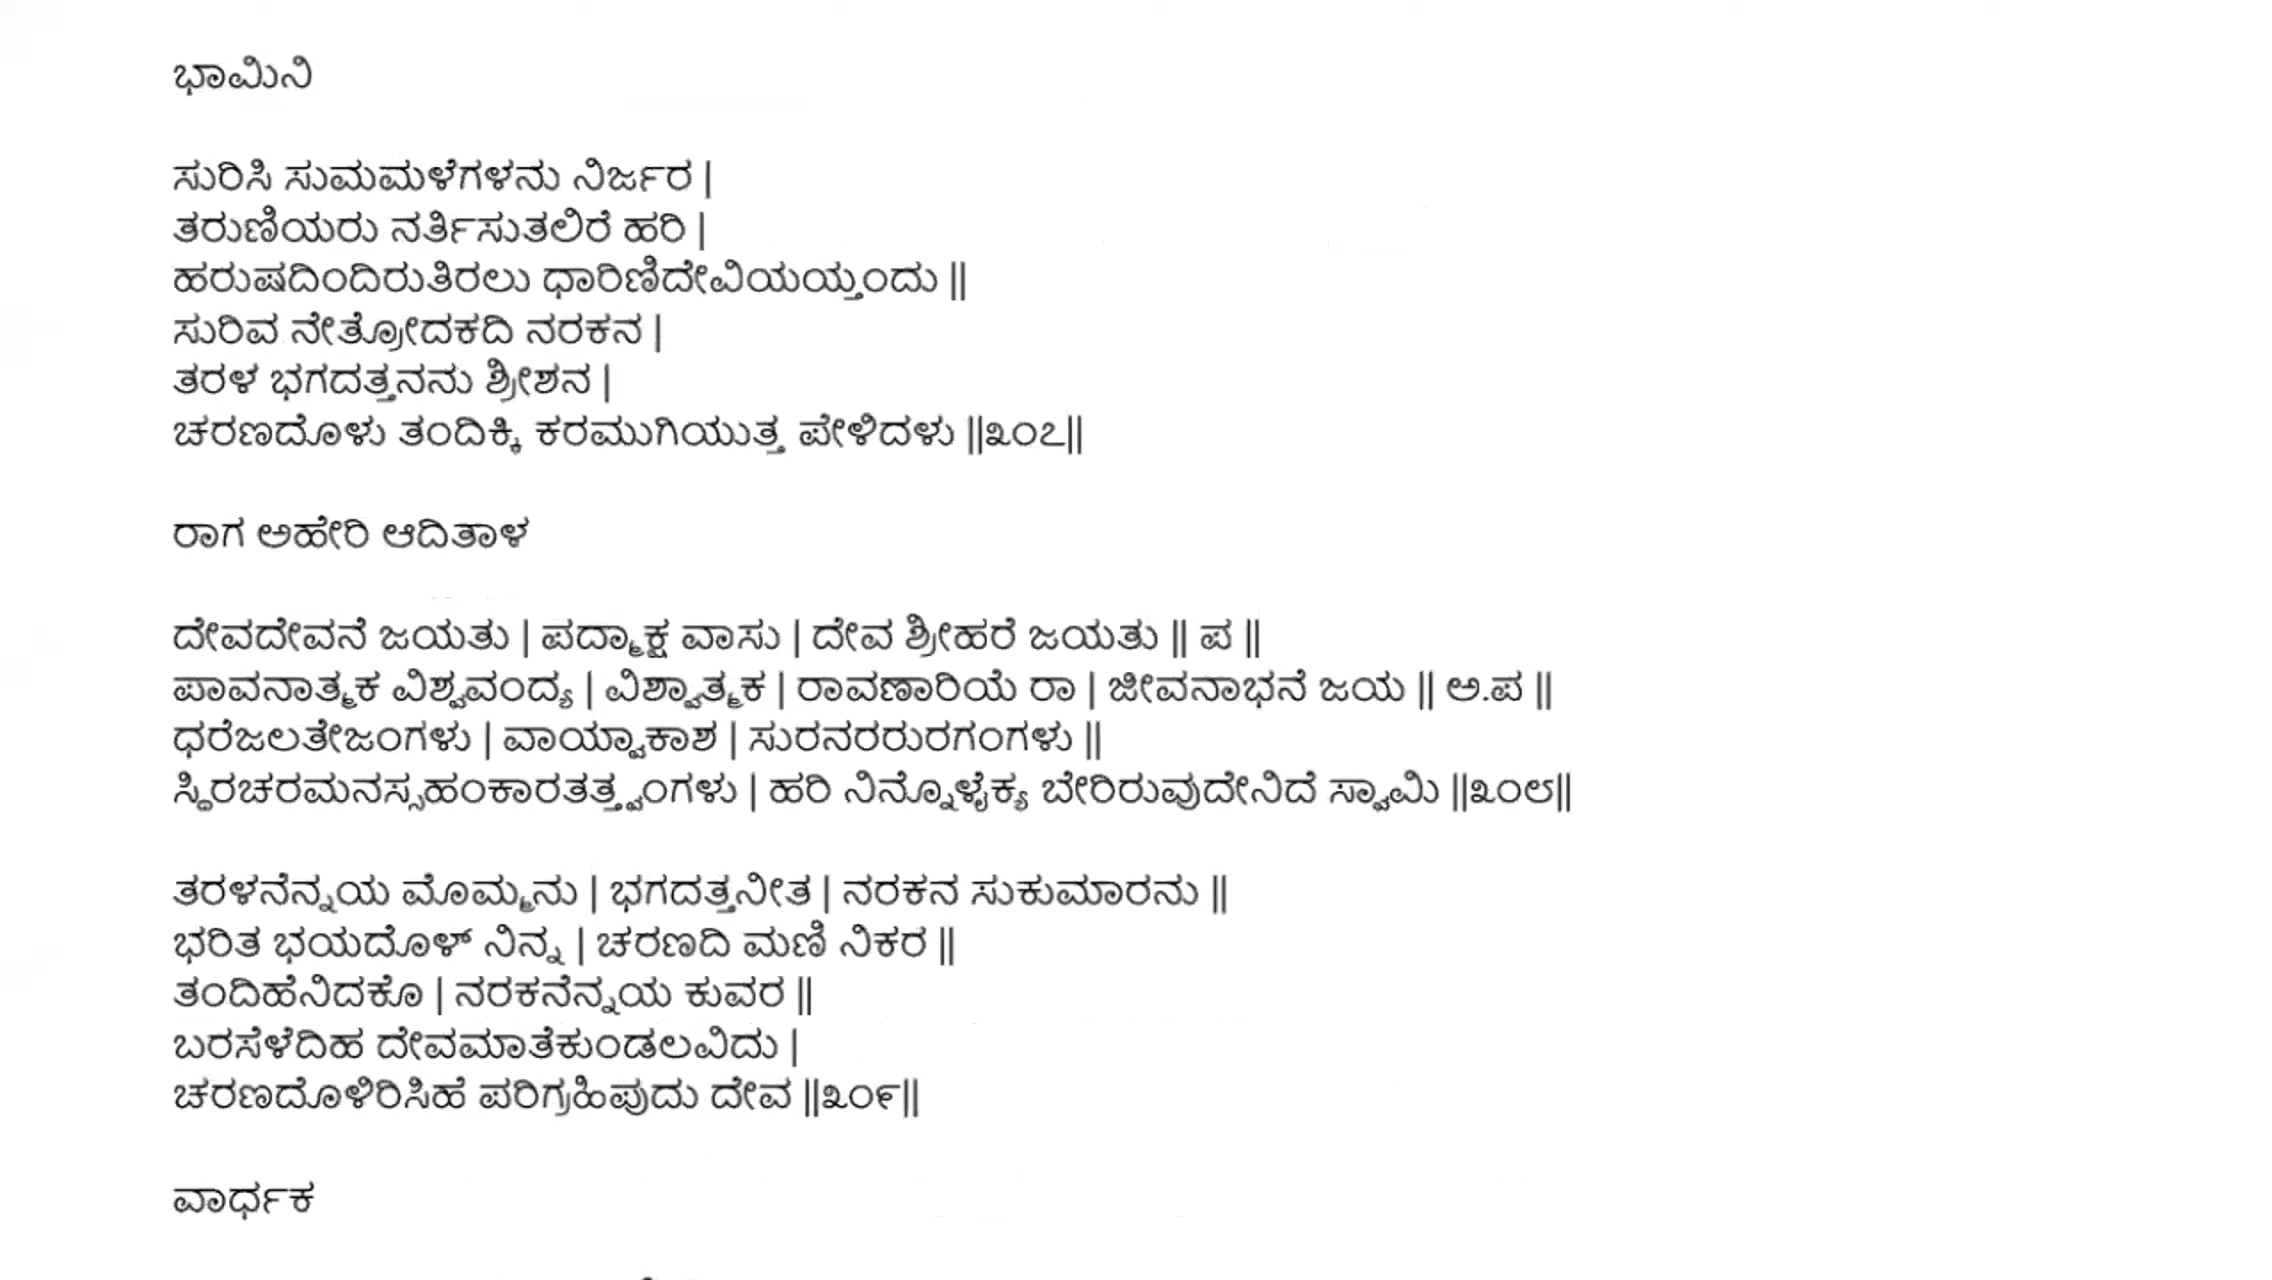 ಭಾಮಿನಿ
ಸುರಿಸಿ ಸುಮಮಳೆಗಳನು ನಿರ್ಜರ |
ತರುಣಿಯರು ನರ್ತಿಸುತಲಿರೆ ಹರಿ |
ಹರುಷದಿಂದಿರುತಿರಲು ಧಾರಿಣಿದೇವಿಯಯ್ತಂದು ||
ಸುರಿವ ನೇತ್ರೋದಕದಿ ನರಕನ |
ತರಳ ಭಗದತ್ತನನು ಶ್ರೀಶನ |
ಚರಣದೊಳು ತಂದಿಕ್ಕಿ ಕರಮುಗಿಯುತ್ತ ಪೇಳಿದಳು ||೩೦೭||
ರಾಗ ಅಹೇರಿ ಆದಿತಾಳ
ದೇವದೇವನೆ ಜಯತು | ಪದ್ಮಾಕ್ಷ ವಾಸು | ದೇವ ಶ್ರೀಹರೆ ಜಯತು || ಪ ||
ಪಾವನಾತ್ಮಕ ವಿಶ್ವವಂದ್ಯ | ವಿಶ್ವಾತ್ಮಕ | ರಾವಣಾರಿಯೆ ರಾ | ಜೀವನಾಭನೆ ಜಯ || ಅ.ಪ ||
ಧರೆಜಲತೇಜಂಗಳು | ವಾಯ್ವಾಕಾಶ | ಸುರನರರುರಗಂಗಳು ||
ಸ್ಥಿರಚರಮನಸ್ಸಹಂಕಾರತತ್ತ್ವಂಗಳು | ಹರಿ ನಿನ್ನೊಳೈಕ್ಯ ಬೇರಿರುವುದೇನಿದೆ ಸ್ವಾಮಿ ||೩೦೮||
ತರಳನೆನ್ನಯ ಮೊಮ್ಮನು | ಭಗದತ್ತನೀತ | ನರಕನ ಸುಕುಮಾರನು ||
ಭರಿತ ಭಯದೊಳ್ ನಿನ್ನ | ಚರಣದಿ ಮಣಿ ನಿಕರ ||
ತಂದಿಹೆನಿದಕೊ | ನರಕನೆನ್ನಯ ಕುವರ ||
ಬರಸೆಳೆದಿಹ ದೇವಮಾತೆಕುಂಡಲವಿದು |
ಚರಣದೊಳಿರಿಸಿಹೆ ಪರಿಗ್ರಹಿಪುದು ದೇವ ||೩೦೯||
ವಾರ್ಧಕ